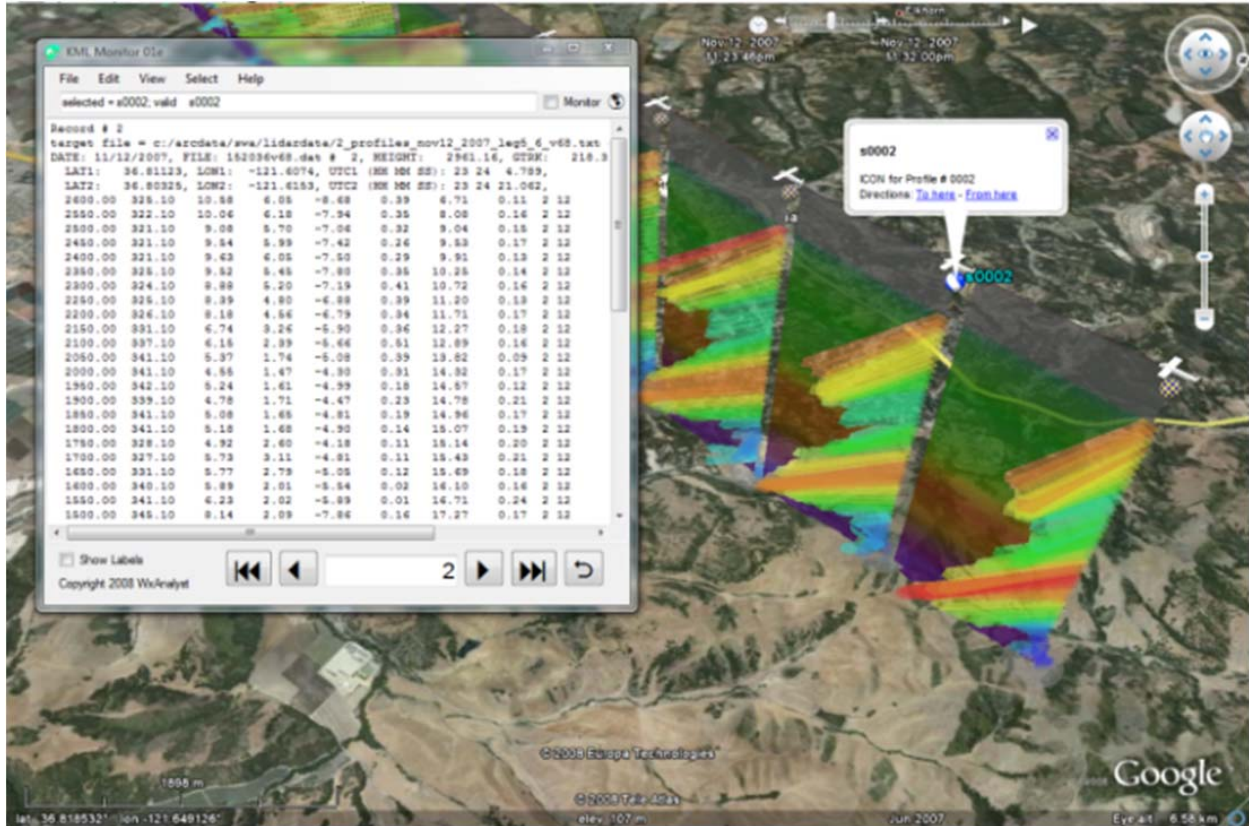 Elkhorn
Nov 12, 2007
Nov 12, 2007
11:32:00pm
KML Monitor 01e
File Edit View Select Help
selected = s0002; valid s0002
Monitor
Record # 2
target file = c:/arcdata/swa/lidardata/2_profiles_nov12_2007_leg5_6_v68.txt
DATE: 11/12/2007, FILE: 152036v68.dat # 2, HEIGHT: 2961.16, GTRK: 218.3
LAT1: 36.81123, LON1: -121.6074, UTC1 (HH MM SS): 23 24 4.789,
LAT2: 36.80325, LON2: -121.6153, UTC2 (HH MM SS): 23 24 21.062,
2600.00 325.10 10.58 6.05 -8.68 0.39 6.71 0.11 2 12
2550.00 322.10 10.06 6.18 -7.94 0.35 8.08 0.16 2 12
2500.00 321.10 9.08 5.70 -7.06 0.32 9.04 0.15 2 12
2450.00 321.10 9.54 5.99 -7.42 0.26 9.53 0.17 2 12
2400.00 321.10 9.63 6.05 -7.50 0.29 9.91 0.13 2 12
2350.00 325.10 9.52 5.45 -7.80 0.35 10.25 0.14 2 12
2300.00 324.10 8.88 5.20 -7.19 0.41 10.72 0.16 2 12
2250.00 325.10 8.39 4.80 -6.88 0.39 11.20 0.13 2 12
2200.00 326.10 8.18 4.56 -6.79 0.34 11.71 0.17 2 12
2150.00 331.10 6.74 3.26 -5.90 0.36 12.27 0.18 2 12
2100.00 337.10 6.15 2.39 -5.66 0.51 12.89 0.16 2 12
2050.00 341.10 5.37 1.74 -5.08 0.39 13.82 0.09 2 12
2000.00 341.10 4.55 1.47 -4.30 0.31 14.32 0.17 2 12
1950.00 342.10 5.24 1.61 -4.99 0.18 14.57 0.12 2 12
1900.00 339.10 4.78 1.71 -4.47 0.23 14.78 0.21 2 12
1850.00 341.10 5.08 1.65 -4.81 0.19 14.96 0.17 2 12
1800.00 341.10 5.18 1.68 -4.90 0.14 15.07 0.19 2 12
1750.00 328.10 4.92 2.60 -4.18 0.11 15.14 0.20 2 12
1700.00 327.10 5.73 3.11 -4.81 0.11 15.43 0.21 2 12
1650.00 331.10 5.77 2.79 -5.05 0.12 15.69 0.18 2 12
1600.00 340.10 5.89 2.01 -5.54 0.02 16.10 0.16 2 12
1550.00 341.10 6.23 2.02 -5.89 0.01 16.71 0.24 2 12
1500.00 345.10 8.14 2.09 -7.86 0.16 17.27 0.17 2 12
Show Labels
2
Copyright 2008 WxAnalyst
s0002
ICON for Profile # 0002
Directions: To here - From here
s0002
© 2008 Europa Technologies
© 2008 Tele Atlas
Google
1898 m
lat 36.818532° lon -121.649126° elev 107 m Jun 2007 Eye alt 6.56 km